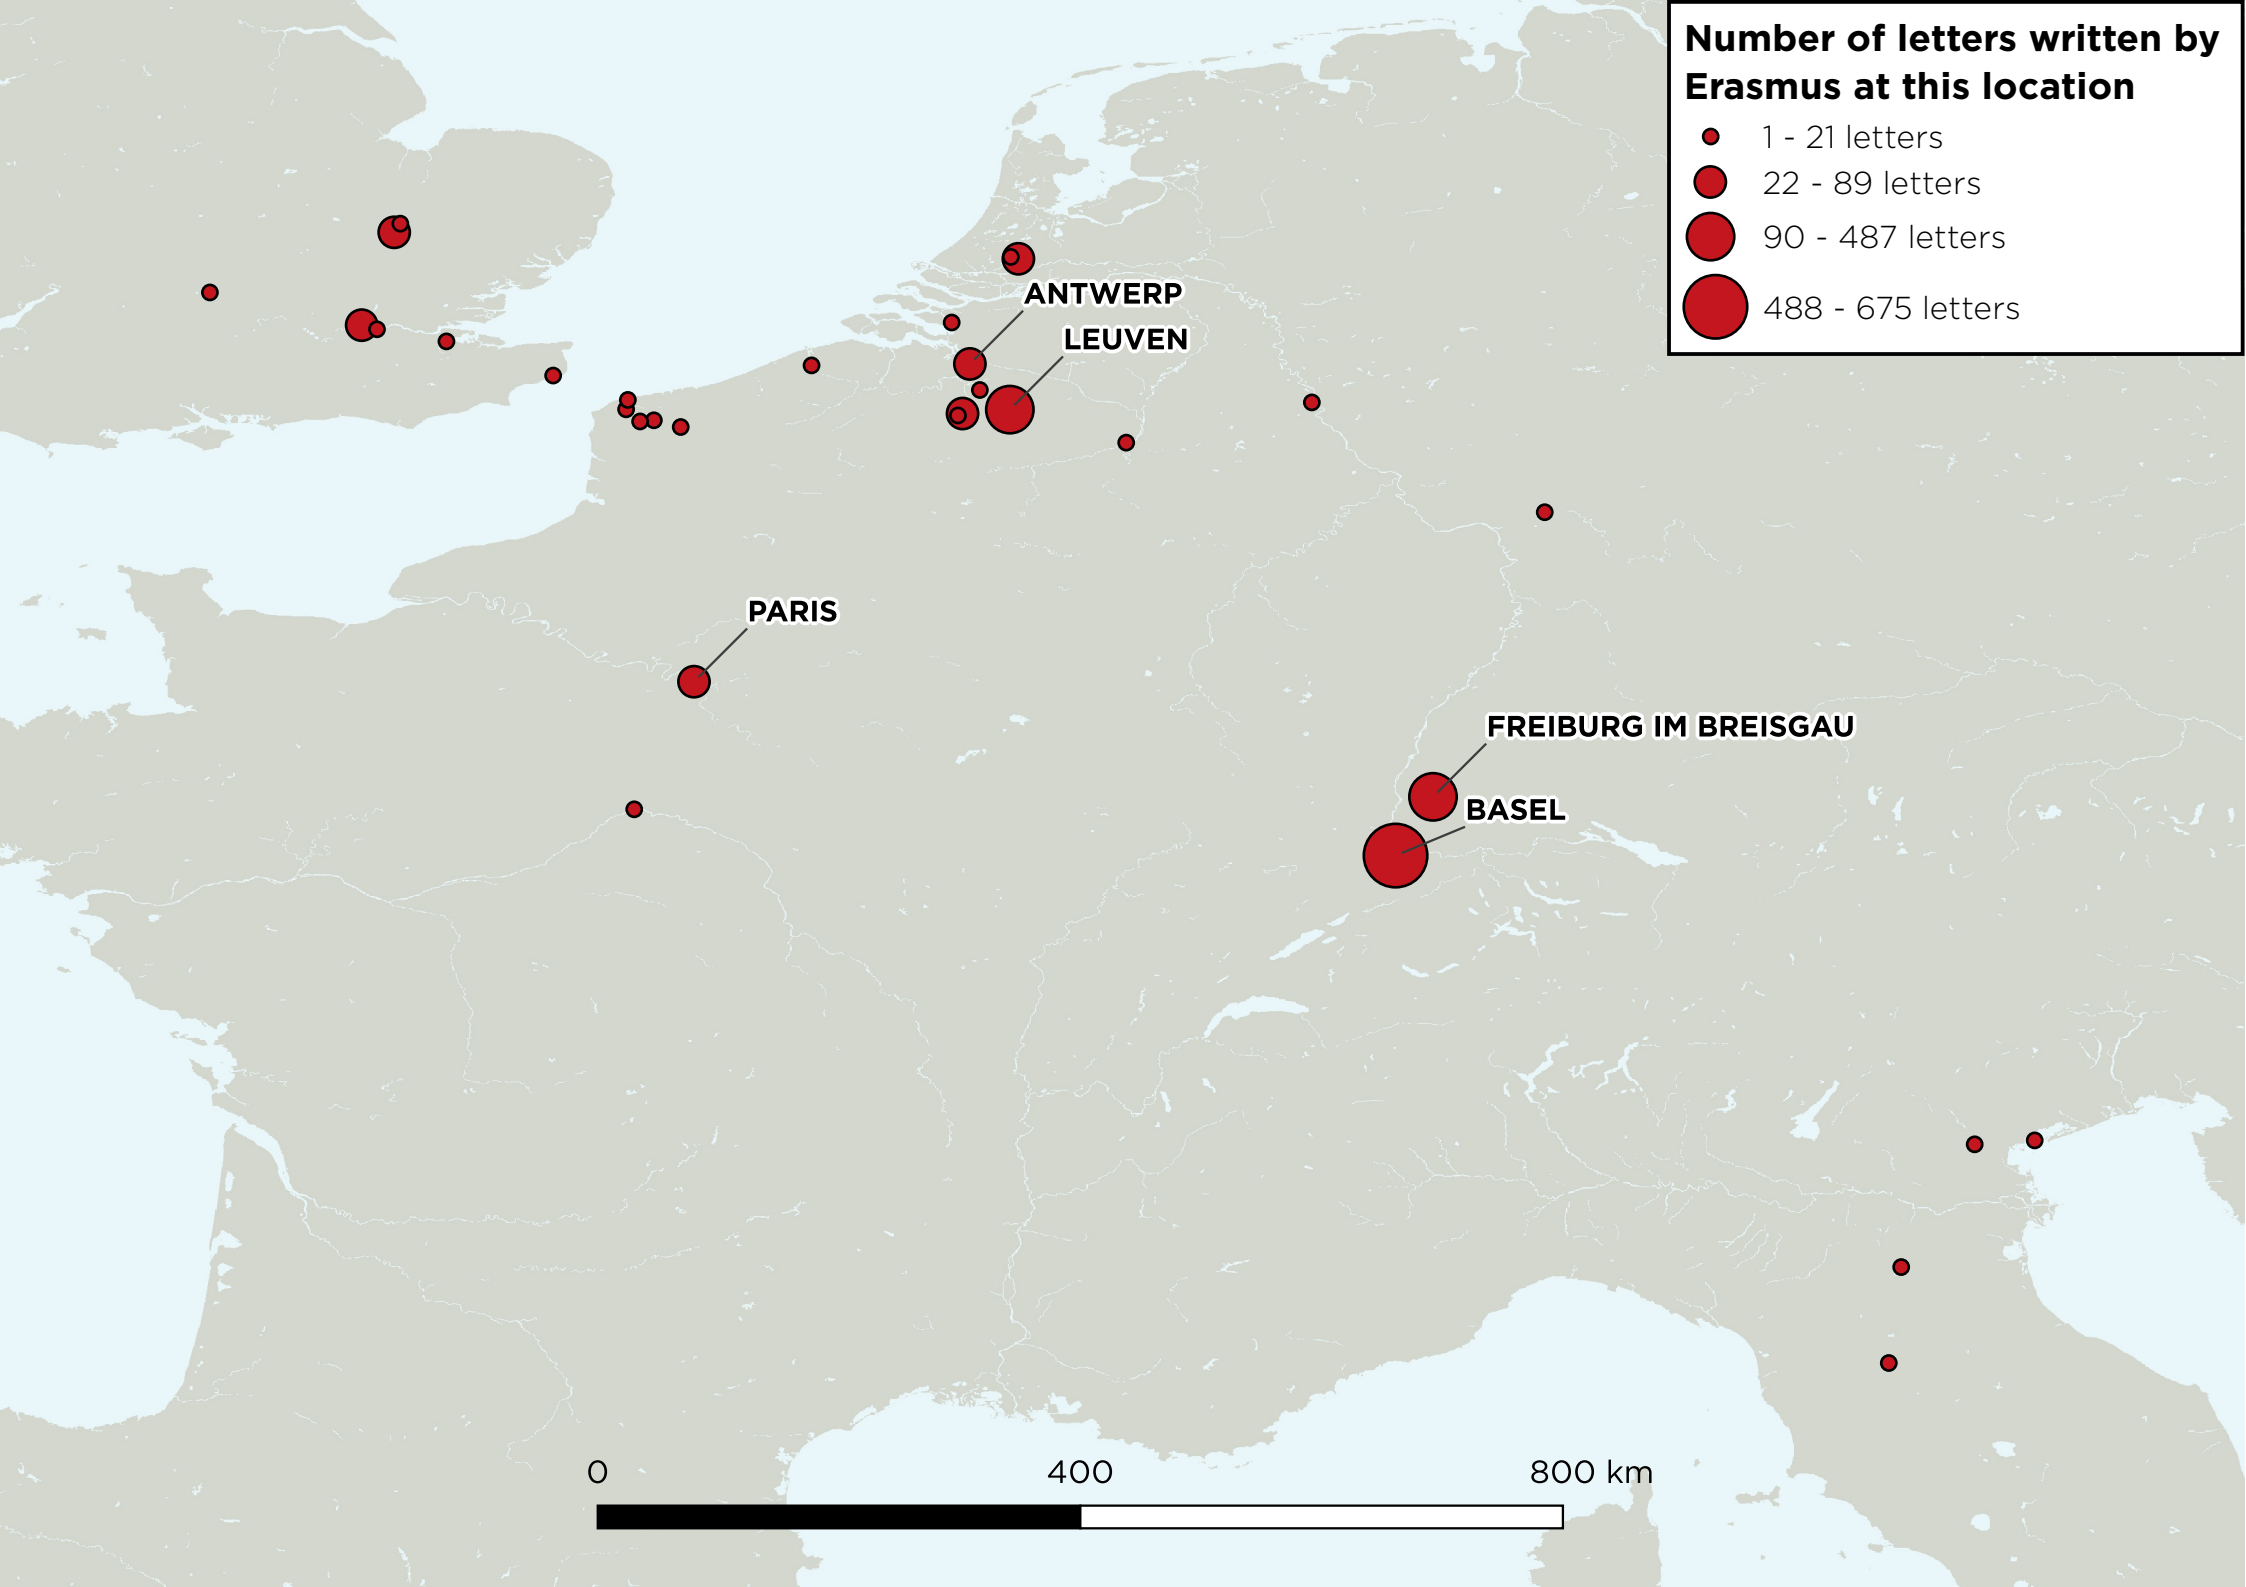 Number of letters written by
Erasmus at this location
1 - 21 letters
22 - 89 letters
90 - 487 letters
488 - 675 letters
ANTWERP
LEUVEN
PARIS
FREIBURG IM BREISGAU
BASEL
0 400 800 km